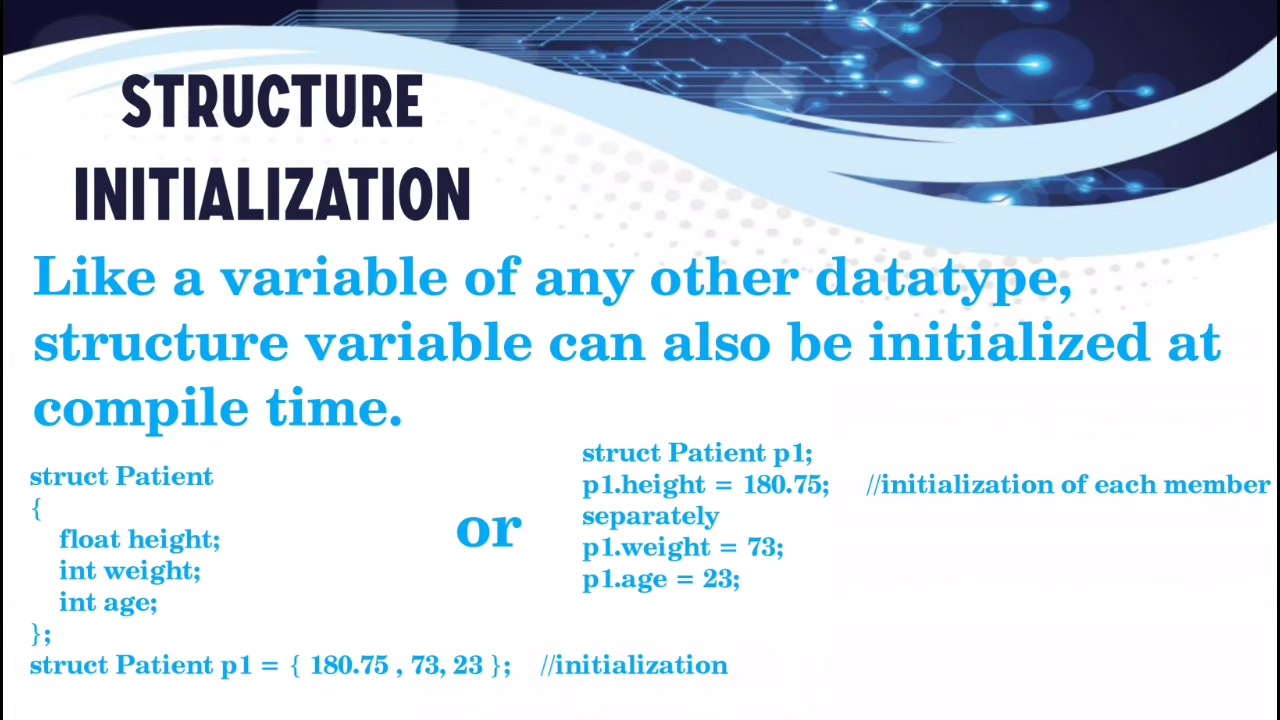 STRUCTURE
INITIALIZATION
Like a variable of any other datatype,
structure variable can also be initialized at
compile time.
struct Patient
{
float height;
int weight;
int age;
};
struct Patient p1 = { 180.75 , 73, 23 }; //initialization
or
struct Patient p1;
p1.height = 180.75; //initialization of each member
separately
p1.weight = 73;
p1.age = 23;